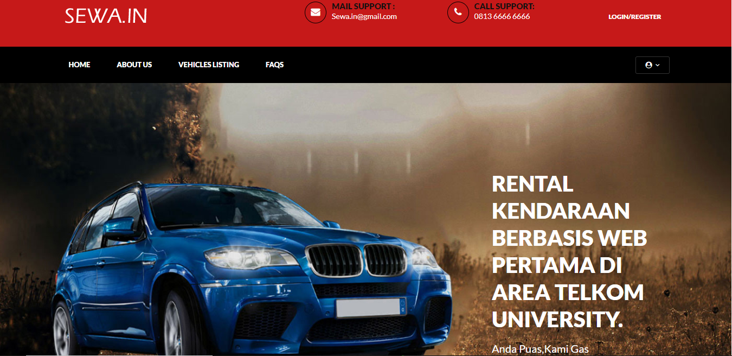 SEWA.IN
MAIL SUPPORT :
Sewa.in@gmail.com
CALL SUPPORT:
0813 6666 6666
LOGIN/REGISTER
HOME ABOUT US VEHICLES LISTING FAQS
RENTAL
KENDARAAN
BERBASIS WEB
PERTAMA DI
AREA TELKOM
UNIVERSITY.
Anda Puas,Kami Gas